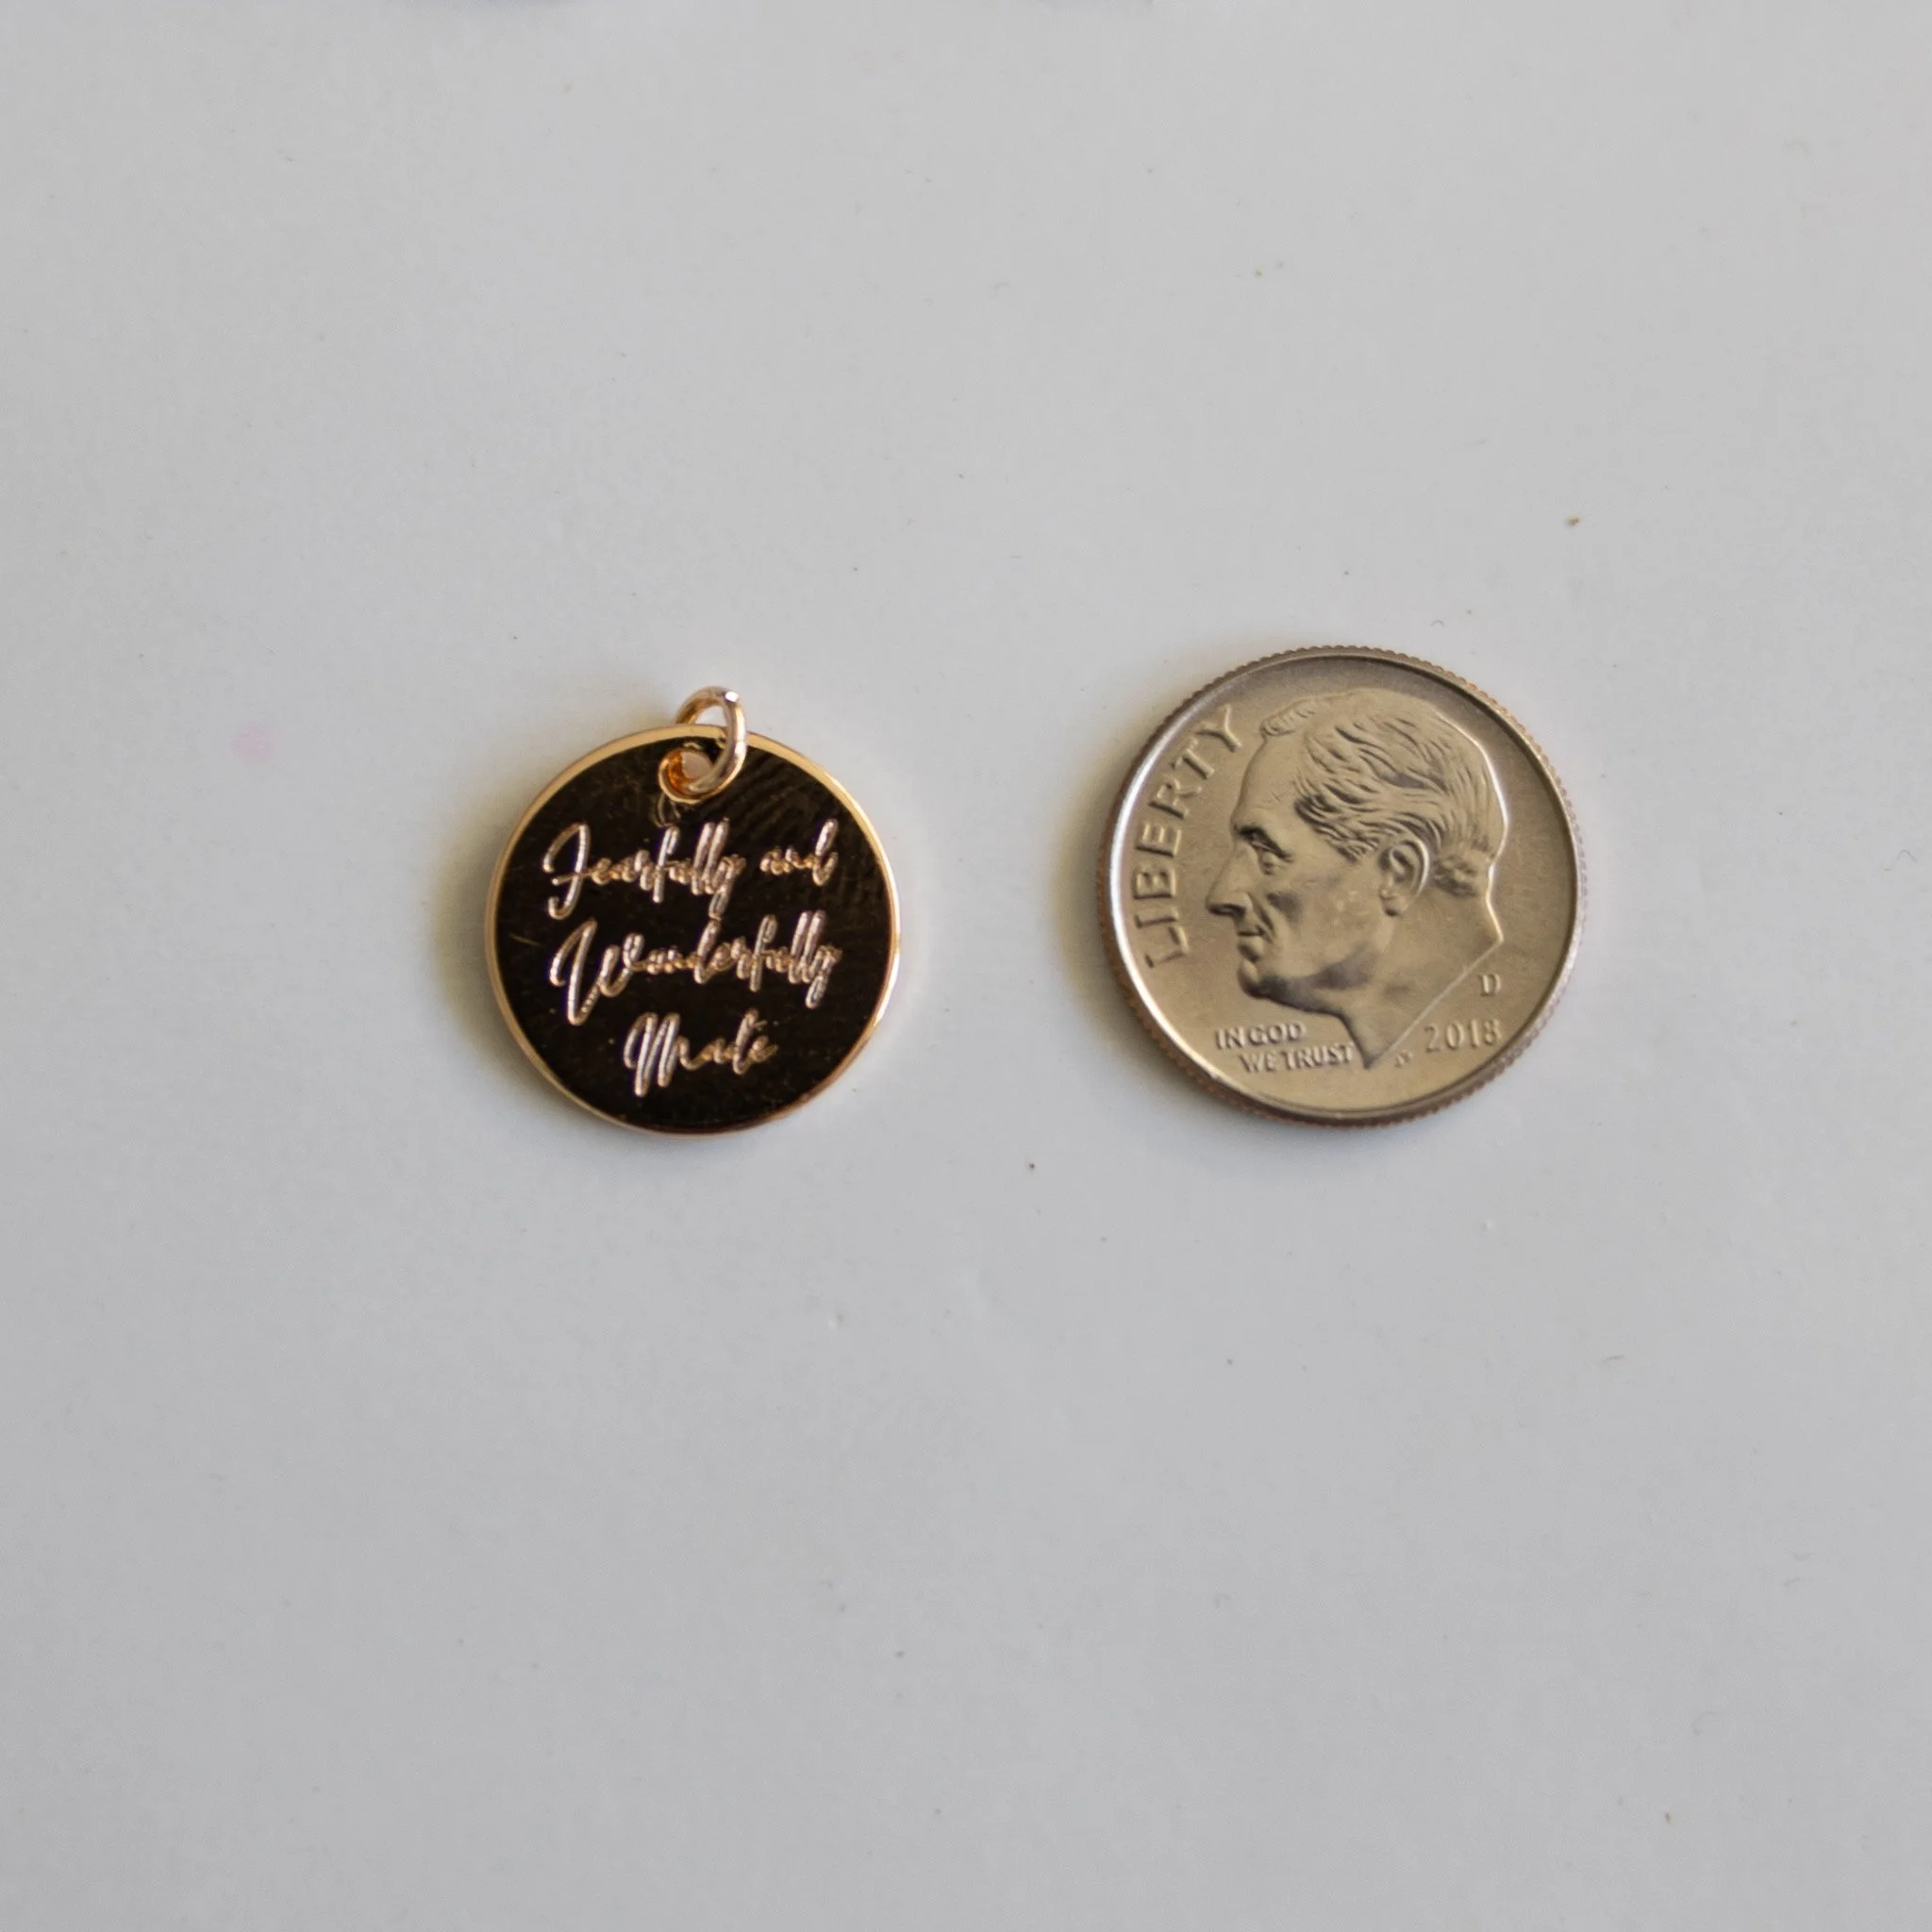 Fearfully and
Wonderfully
Made
LIBERTY
IN GOD
WE TRUST
D
2018